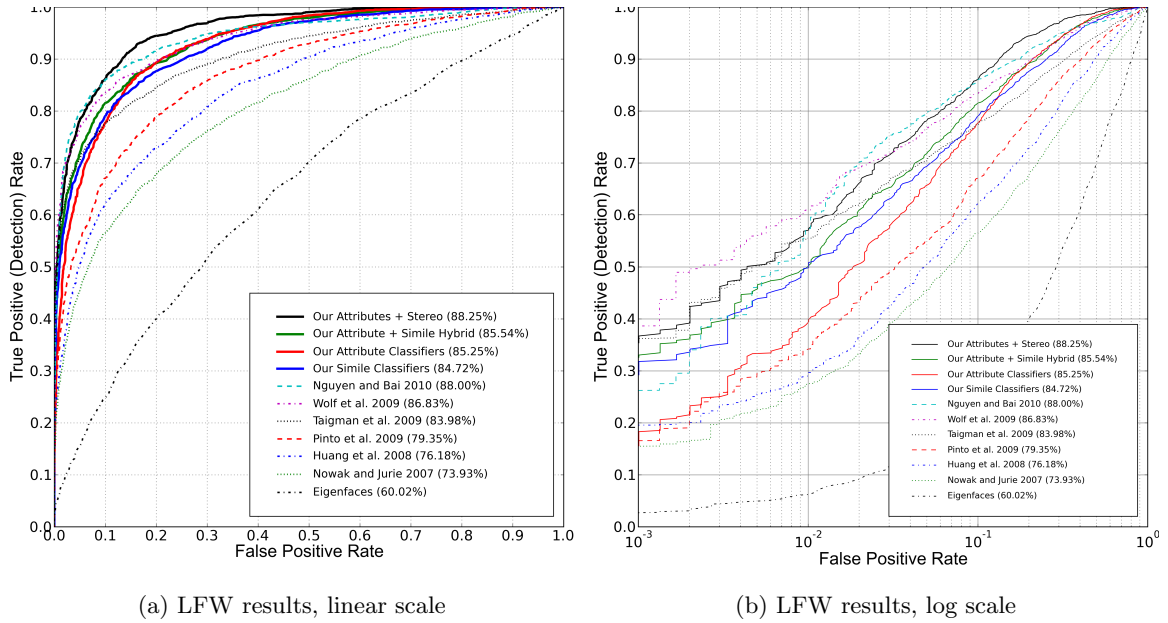 True Positive (Detection) Rate
1.0
0.9
0.8
0.7
0.6
0.5
0.4
0.3
0.2
0.1
0.0
0.0 0.1 0.2 0.3 0.4 0.5 0.6 0.7 0.8 0.9 1.0
False Positive Rate
Our Attributes + Stereo (88.25%)
Our Attribute + Simile Hybrid (85.54%)
Our Attribute Classifiers (85.25%)
Our Simile Classifiers (84.72%)
Nguyen and Bai 2010 (88.00%)
Wolf et al. 2009 (86.83%)
Taigman et al. 2009 (83.98%)
Pinto et al. 2009 (79.35%)
Huang et al. 2008 (76.18%)
Nowak and Jurie 2007 (73.93%)
Eigenfaces (60.02%)
(a) LFW results, linear scale
True Positive (Detection) Rate
1.0
0.9
0.8
0.7
0.6
0.5
0.4
0.3
0.2
0.1
0.0
10⁻³ 10⁻² 10⁻¹ 10⁰
False Positive Rate
Our Attributes + Stereo (88.25%)
Our Attribute + Simile Hybrid (85.54%)
Our Attribute Classifiers (85.25%)
Our Simile Classifiers (84.72%)
Nguyen and Bai 2010 (88.00%)
Wolf et al. 2009 (86.83%)
Taigman et al. 2009 (83.98%)
Pinto et al. 2009 (79.35%)
Huang et al. 2008 (76.18%)
Nowak and Jurie 2007 (73.93%)
Eigenfaces (60.02%)
(b) LFW results, log scale